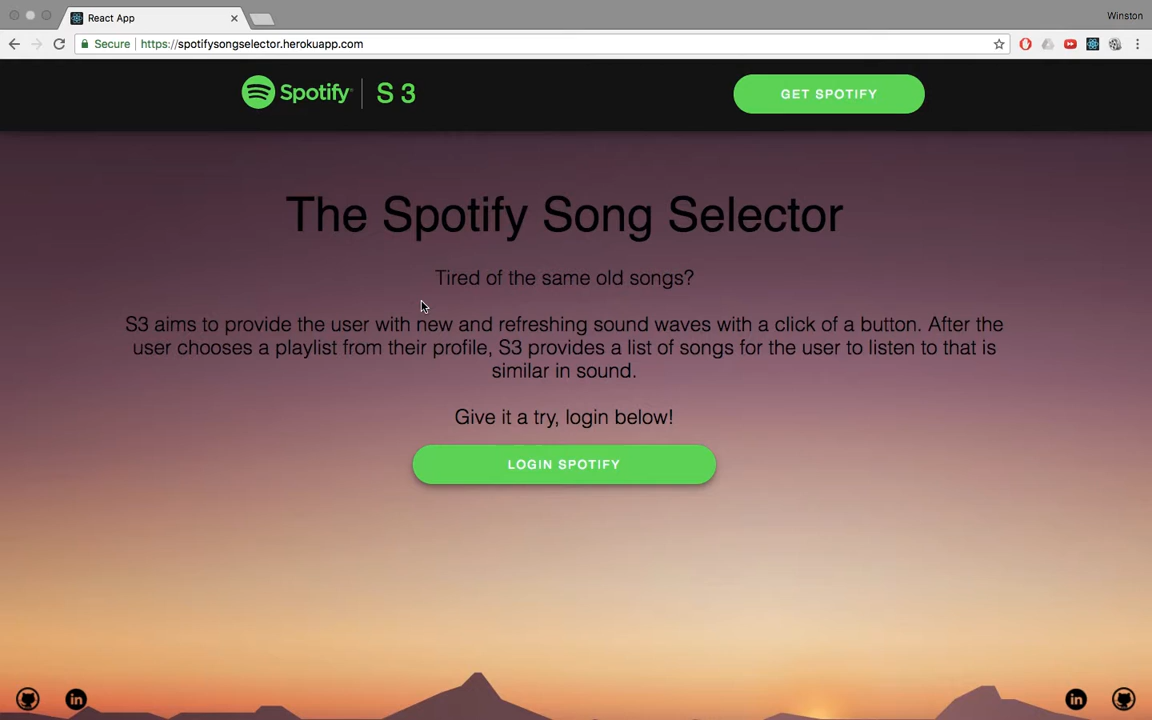 React App
Winston
Secure https://spotifysongselector.herokuapp.com
Spotify S 3
GET SPOTIFY
The Spotify Song Selector
Tired of the same old songs?
S3 aims to provide the user with new and refreshing sound waves with a click of a button. After the
user chooses a playlist from their profile, S3 provides a list of songs for the user to listen to that is
similar in sound.
Give it a try, login below!
LOGIN SPOTIFY
in in